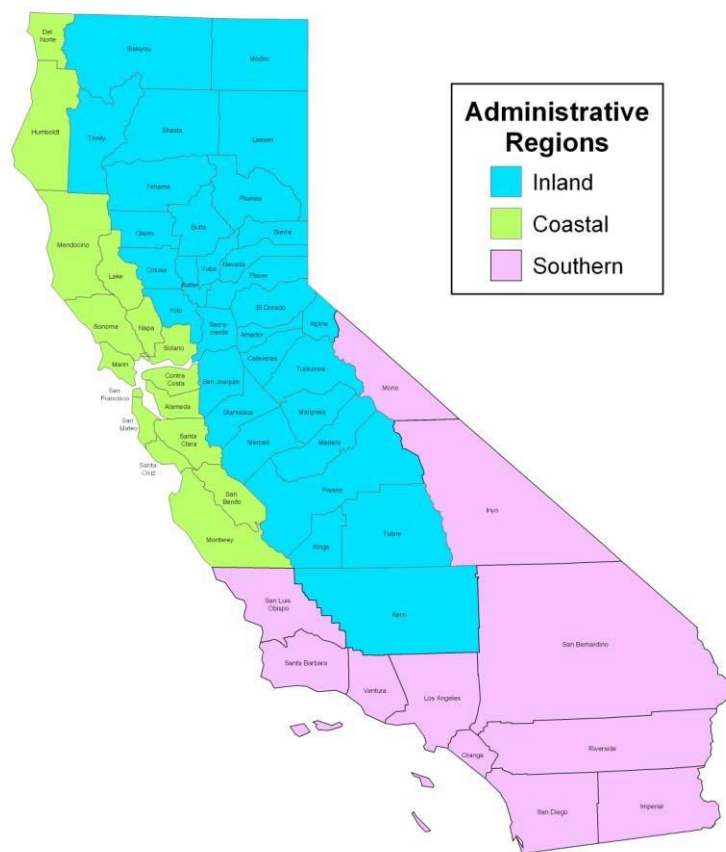 Del
Norte
Siskiyou
Modoc
Humboldt
Trinity
Shasta
Lassen
Tehama
Plumas
Mendocino
Glenn
Butte
Sierra
Lake
Colusa
Sutter
Yuba
Nevada
Placer
Sonoma
Napa
Yolo
El Dorado
Sacra-
mento
Alpine
Amador
Solano
Marin
Calaveras
Tuolumne
Mono
Contra
Costa
San Joaquin
San
Francisco
Alameda
Stanislaus
Mariposa
San
Mateo
Santa
Clara
Merced
Madera
Santa
Cruz
San
Benito
Fresno
Inyo
Monterey
Kings
Tulare
San Luis
Obispo
Kern
San Bernardino
Santa Barbara
Ventura
Los Angeles
Orange
Riverside
San Diego
Imperial
Administrative
Regions
Inland
Coastal
Southern